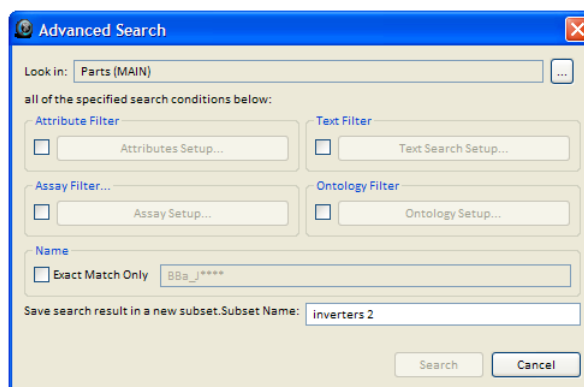 Advanced Search
Look in: Parts (MAIN) ...
all of the specified search conditions below:
Attribute Filter
Attributes Setup...
Text Filter
Text Search Setup...
Assay Filter...
Assay Setup...
Ontology Filter
Ontology Setup...
Name
Exact Match Only BBa_J****
Save search result in a new subset.Subset Name: inverters 2
Search Cancel